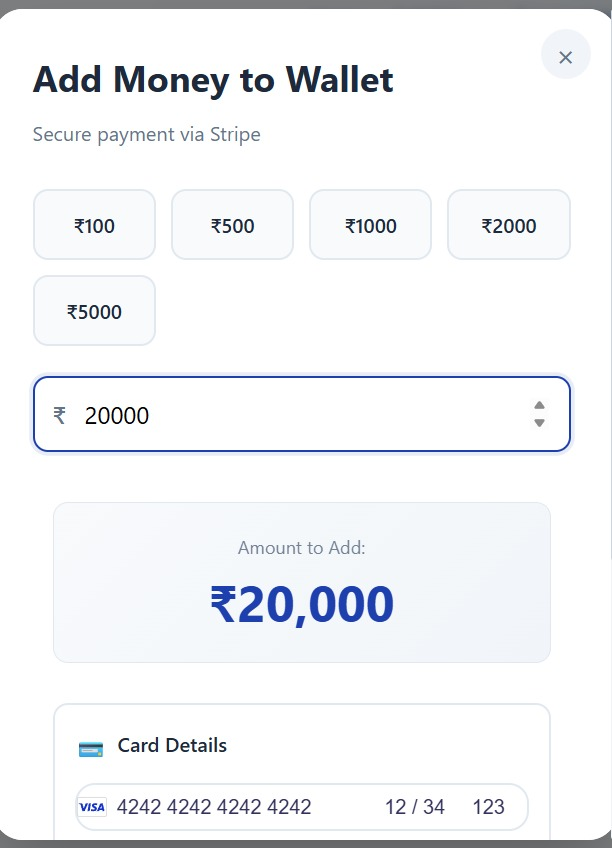 Add Money to Wallet
×
Secure payment via Stripe
₹100 ₹500 ₹1000 ₹2000
₹5000
₹ 20000
Amount to Add:
₹20,000
Card Details
VISA 4242 4242 4242 4242 12 / 34 123